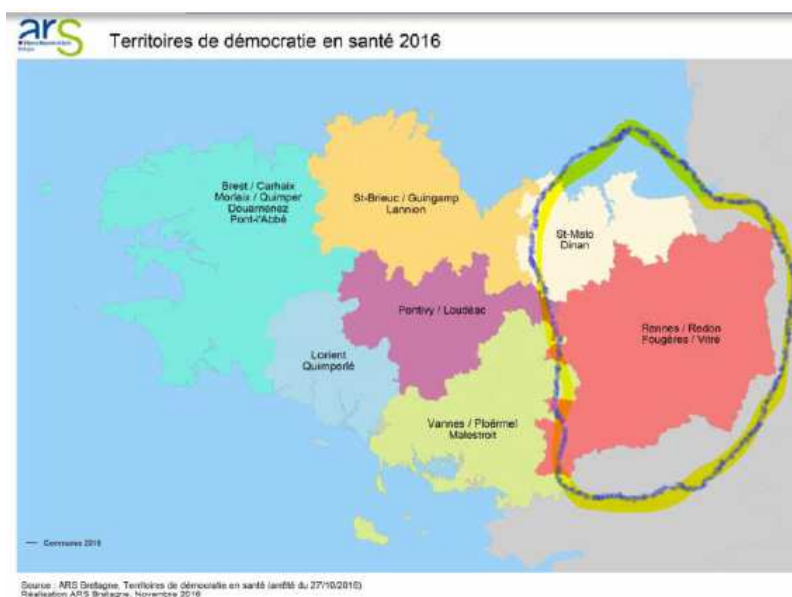 ars
Territoires de démocratie en santé 2016
Brest / Carhaix
Morlaix / Quimper
Douarnenez
Pont-l'Abbé
St-Brieuc / Guingamp
Lannion
St-Malo
Dinan
Pontivy / Loudéac
Rennes / Redon
Fougères / Vitré
Lorient
Quimperlé
Vannes / Ploërmel
Malestroit
Communes 2016
Source : ARS Bretagne, Territoires de démocratie en santé (arrêté du 27/10/2016)
Réalisation ARS Bretagne, Novembre 2016